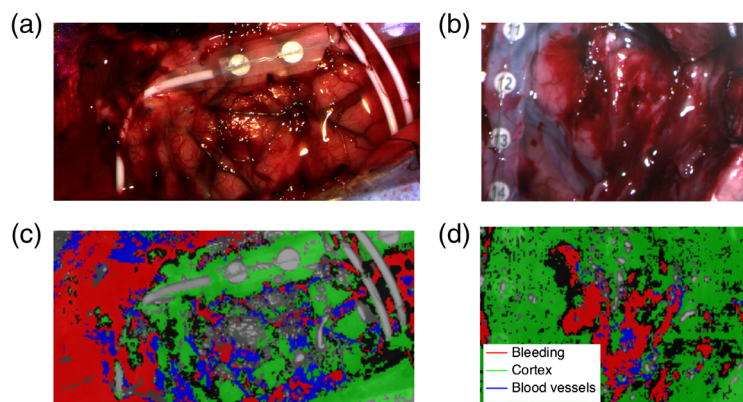 (a)
(b)
11
12
13
14
(c)
(d)
Bleeding
Cortex
Blood vessels